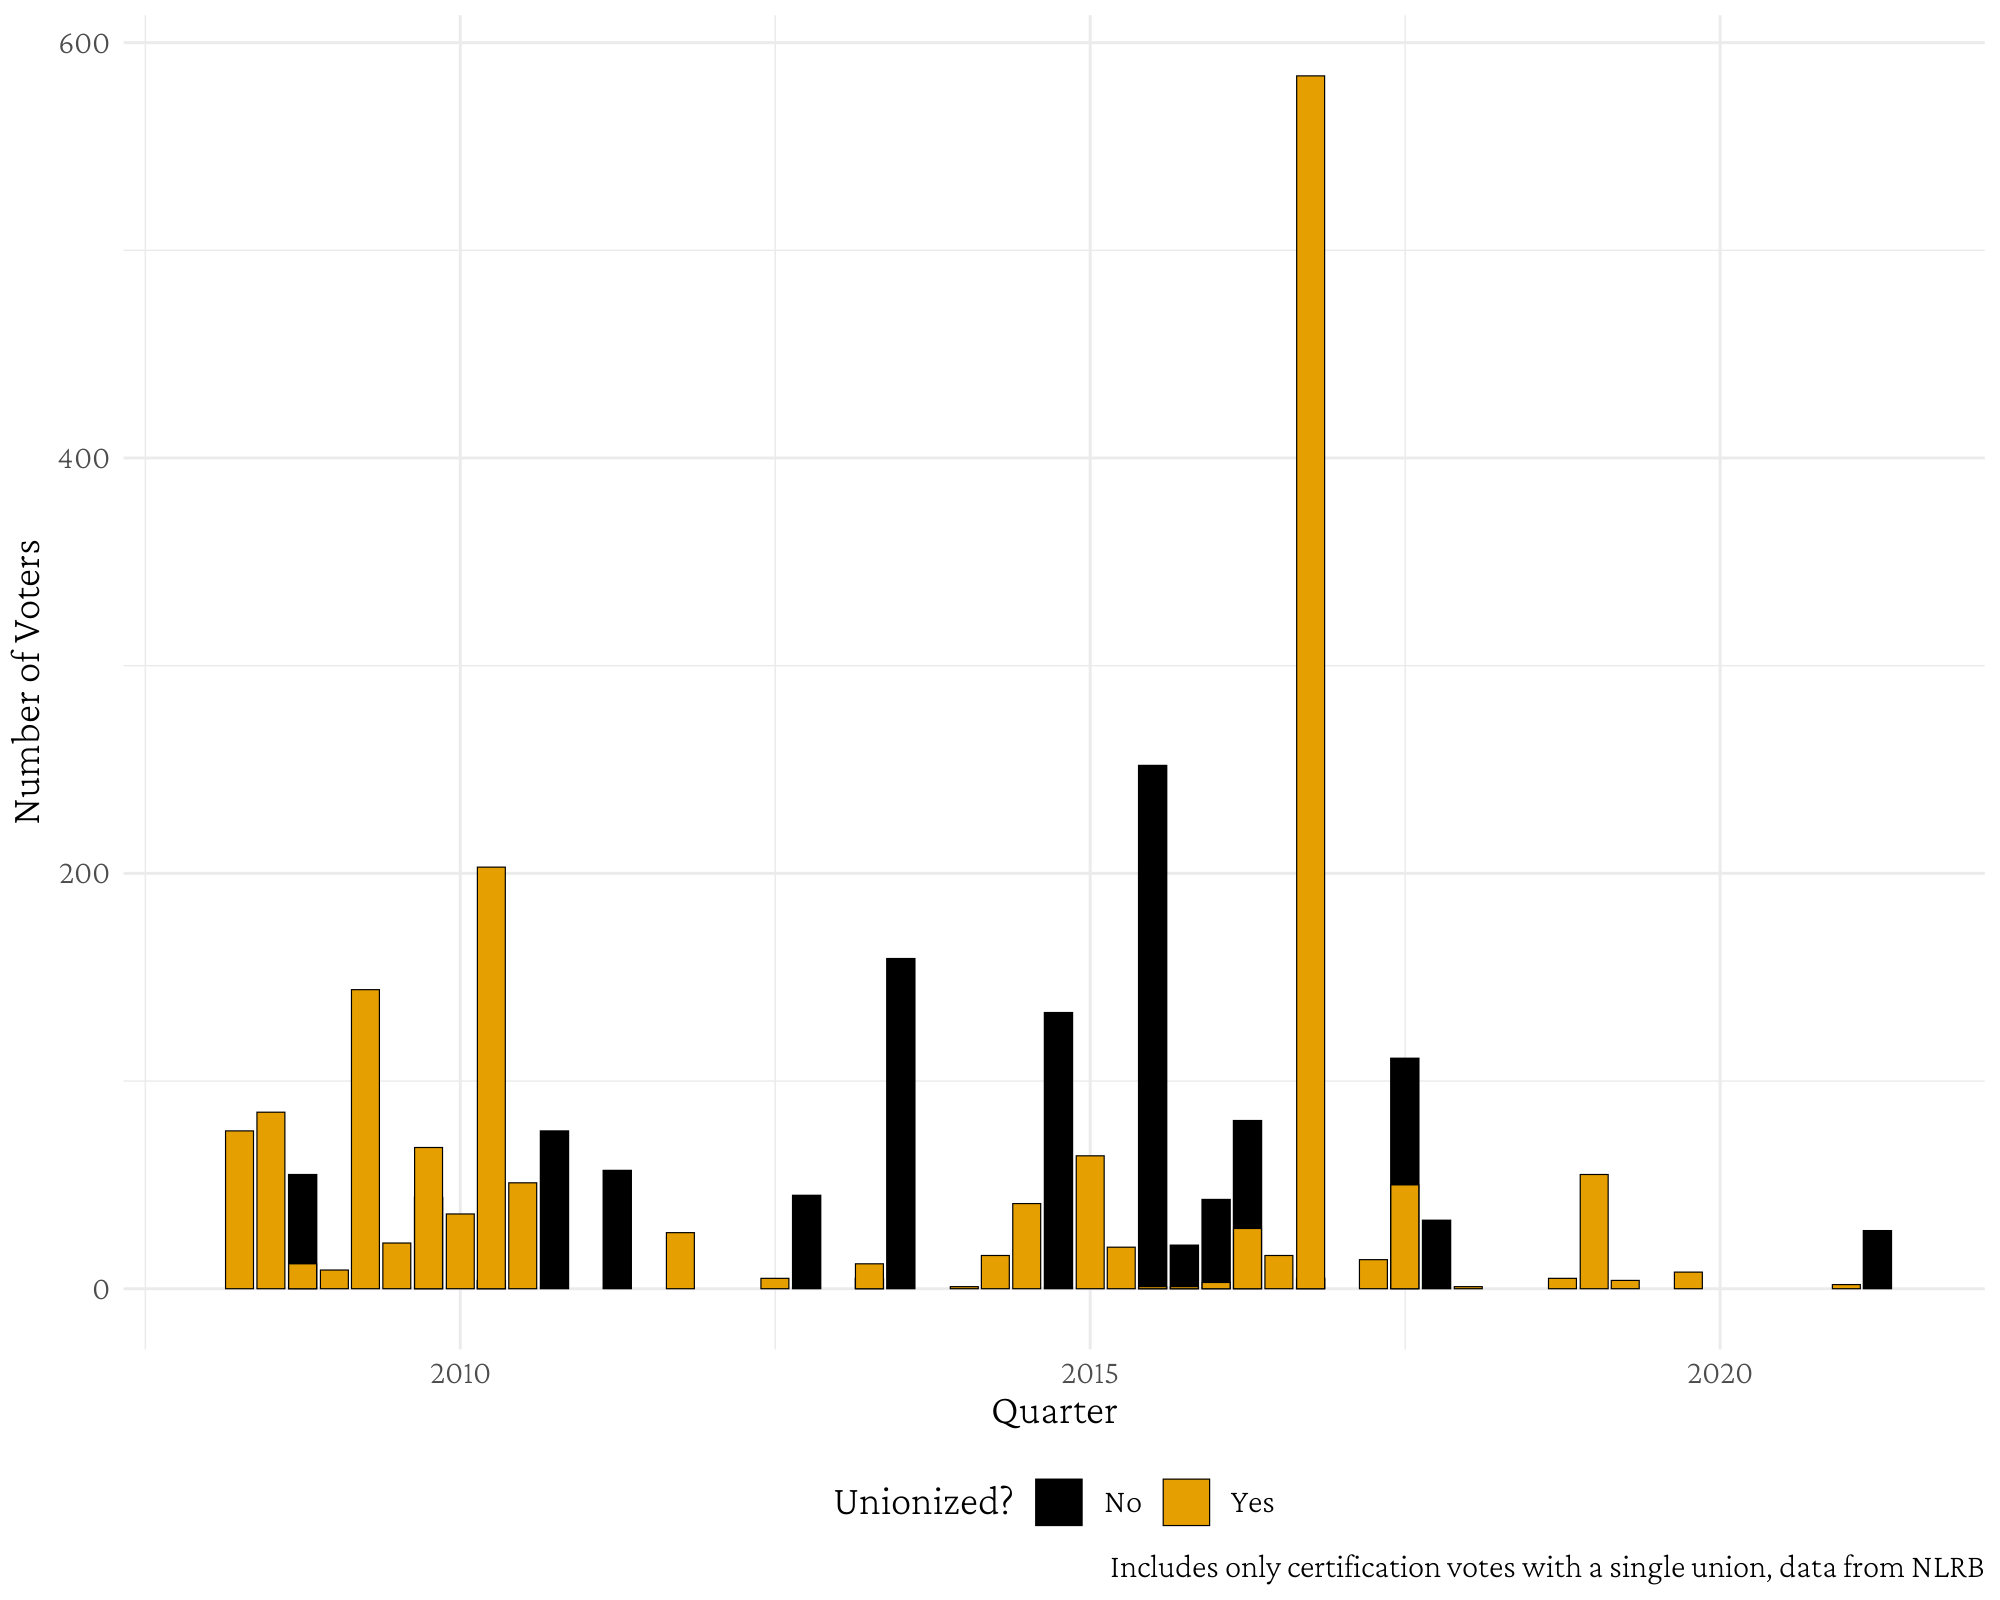 600
400
200
0
Number of Voters
2010 2015 2020
Quarter
Unionized? No Yes
Includes only certification votes with a single union, data from NLRB